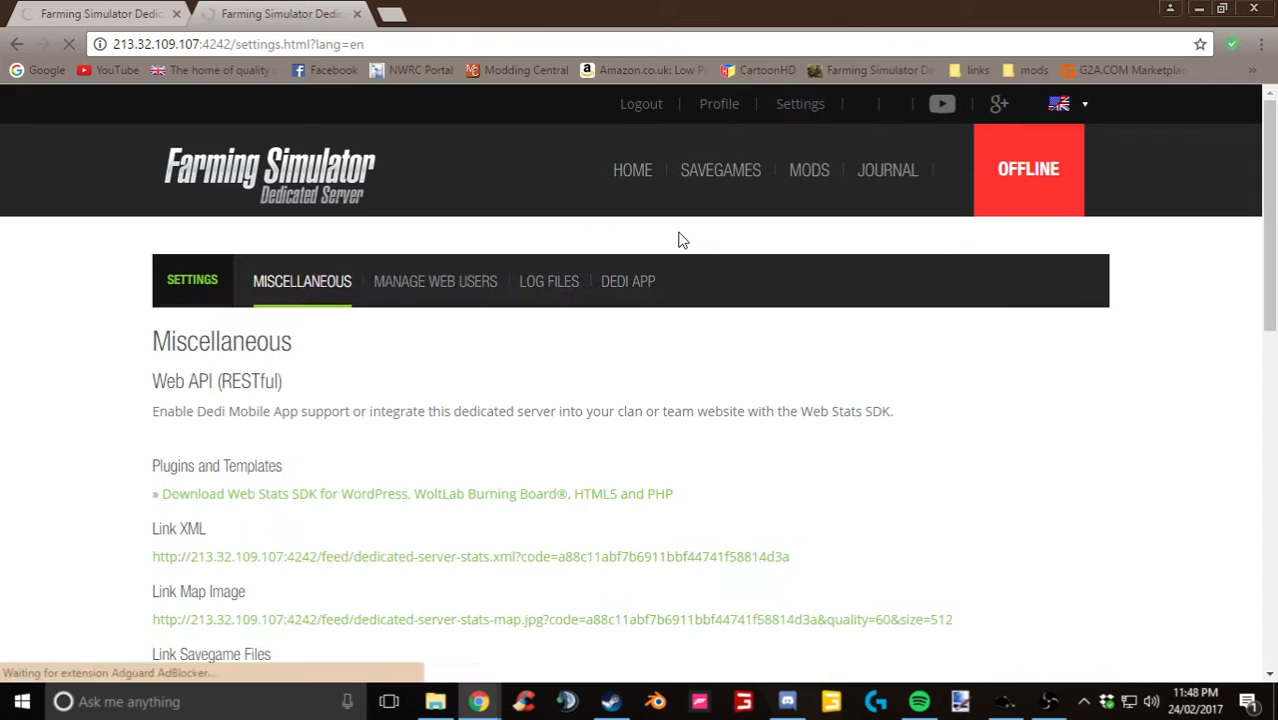 Farming Simulator Dedic
Farming Simulator Dedic
213.32.109.107:4242/settings.html?lang=en
Google YouTube The home of quality Facebook NWRC Portal Modding Central Amazon.co.uk: Low P CartoonHD Farming Simulator De links mods G2A.COM Marketplac
Logout Profile Settings
Farming Simulator
Dedicated Server
HOME SAVEGAMES MODS JOURNAL OFFLINE
SETTINGS MISCELLANEOUS MANAGE WEB USERS LOG FILES DEDI APP
Miscellaneous
Web API (RESTful)
Enable Dedi Mobile App support or integrate this dedicated server into your clan or team website with the Web Stats SDK.
Plugins and Templates
» Download Web Stats SDK for WordPress, WoltLab Burning Board®, HTML5 and PHP
Link XML
http://213.32.109.107:4242/feed/dedicated-server-stats.xml?code=a88c11abf7b6911bbf44741f58814d3a
Link Map Image
http://213.32.109.107:4242/feed/dedicated-server-stats-map.jpg?code=a88c11abf7b6911bbf44741f58814d3a&quality=60&size=512
Link Savegame Files
Waiting for extension Adguard AdBlocker...
Ask me anything
11:48 PM
24/02/2017